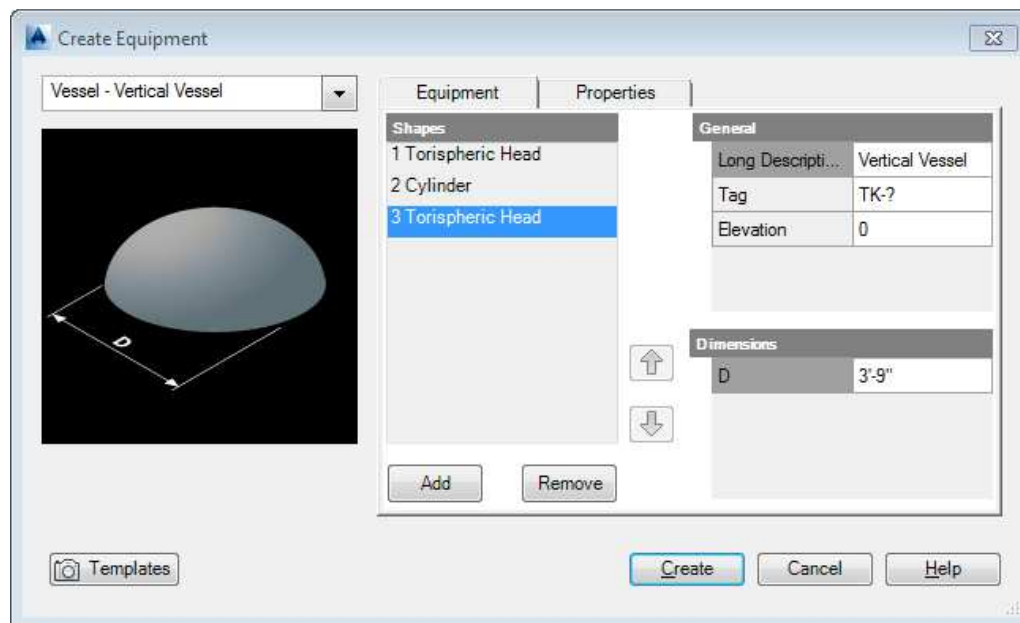 Create Equipment
Vessel - Vertical Vessel
Equipment Properties
Shapes
1 Torispheric Head
2 Cylinder
3 Torispheric Head
General
Long Descripti... Vertical Vessel
Tag TK-?
Elevation 0
D
Dimensions
D 3'-9"
Add Remove
Templates
Create Cancel Help